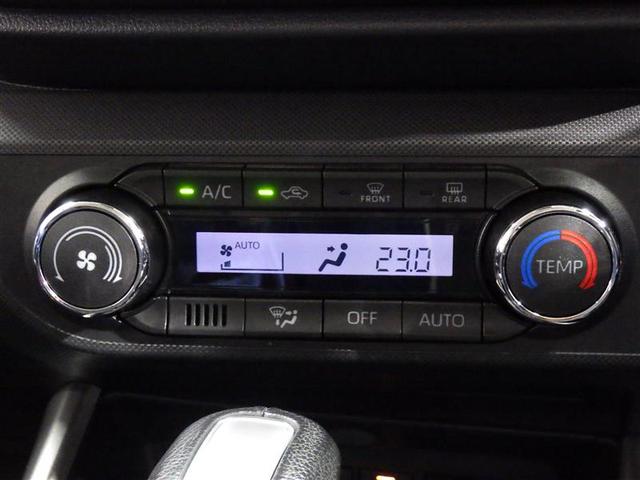 A/C
FRONT
REAR
AUTO
23.0
TEMP
OFF
AUTO